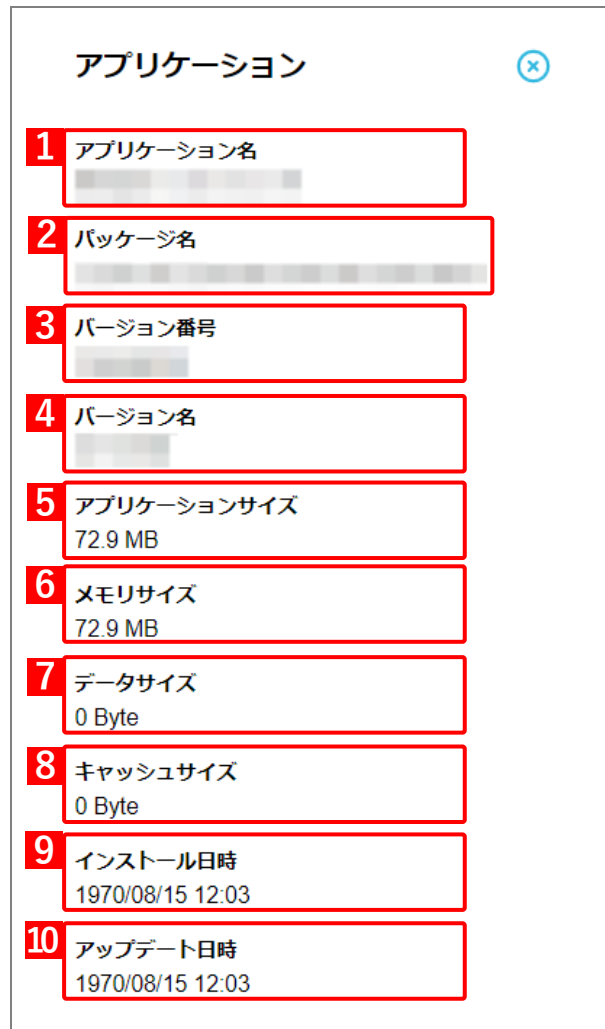 アプリケーション
1 アプリケーション名
2 パッケージ名
3 バージョン番号
4 バージョン名
5 アプリケーションサイズ
72.9 MB
6 メモリサイズ
72.9 MB
7 データサイズ
0 Byte
8 キャッシュサイズ
0 Byte
9 インストール日時
1970/08/15 12:03
10 アップデート日時
1970/08/15 12:03